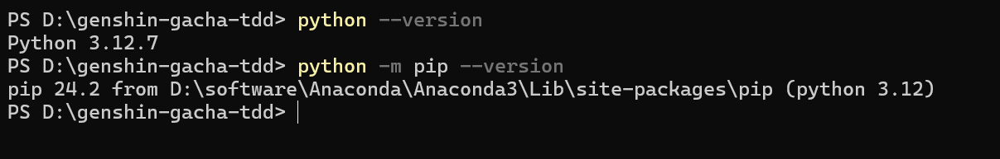 PS D:\genshin-gacha-tdd> python --version
Python 3.12.7
PS D:\genshin-gacha-tdd> python -m pip --version
pip 24.2 from D:\software\Anaconda\Anaconda3\Lib\site-packages\pip (python 3.12)
PS D:\genshin-gacha-tdd>